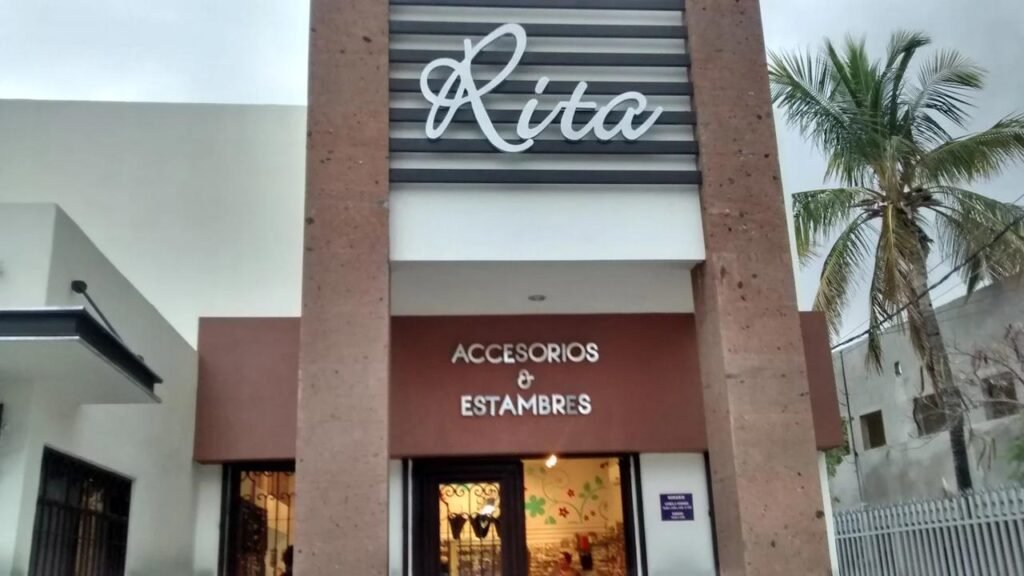 Rita
ACCESORIOS
&
ESTAMBRES